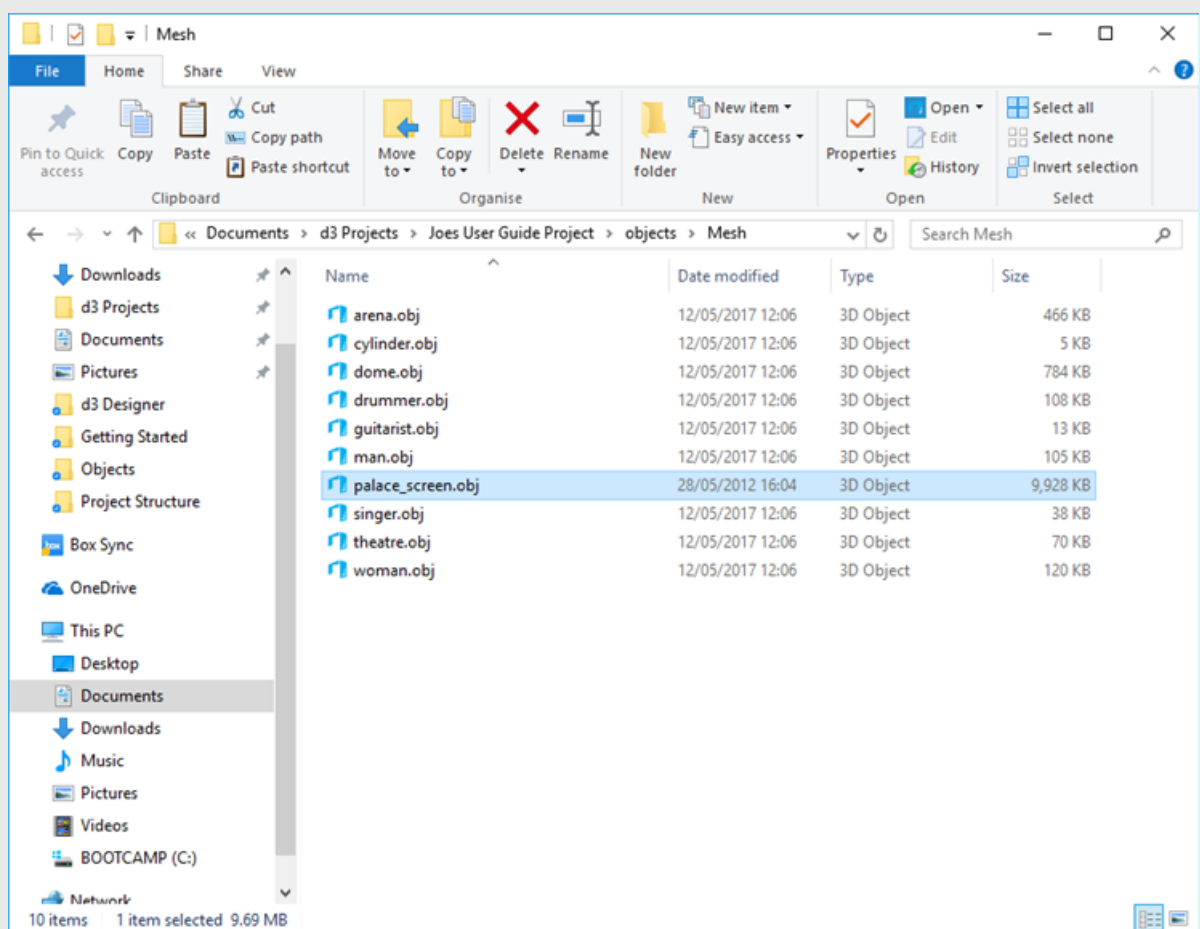 Mesh
File Home Share View
Pin to Quick access
Copy
Paste
Cut
Copy path
Paste shortcut
Clipboard
Move to
Copy to
Delete
Rename
Organise
New folder
New item
Easy access
New
Properties
Open
Edit
History
Open
Select all
Select none
Invert selection
Select
« Documents > d3 Projects > Joes User Guide Project > objects > Mesh
Search Mesh
Downloads
d3 Projects
Documents
Pictures
d3 Designer
Getting Started
Objects
Project Structure
Box Sync
OneDrive
This PC
Desktop
Documents
Downloads
Music
Pictures
Videos
BOOTCAMP (C:)
Network
Name Date modified Type Size
arena.obj 12/05/2017 12:06 3D Object 466 KB
cylinder.obj 12/05/2017 12:06 3D Object 5 KB
dome.obj 12/05/2017 12:06 3D Object 784 KB
drummer.obj 12/05/2017 12:06 3D Object 108 KB
guitarist.obj 12/05/2017 12:06 3D Object 13 KB
man.obj 12/05/2017 12:06 3D Object 105 KB
palace_screen.obj 28/05/2012 16:04 3D Object 9,928 KB
singer.obj 12/05/2017 12:06 3D Object 38 KB
theatre.obj 12/05/2017 12:06 3D Object 70 KB
woman.obj 12/05/2017 12:06 3D Object 120 KB
10 items 1 item selected 9.69 MB